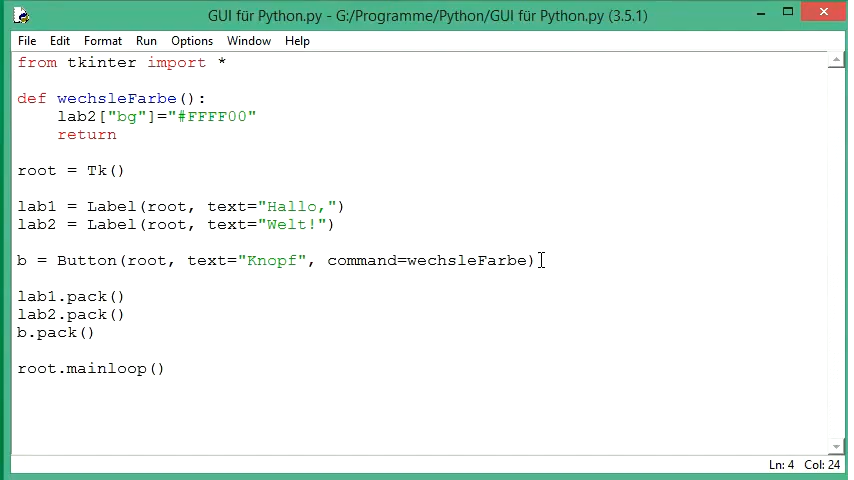 GUI für Python.py - G:/Programme/Python/GUI für Python.py (3.5.1)
File Edit Format Run Options Window Help
from tkinter import *
def wechsleFarbe():
    lab2["bg"]="#FFFF00"
    return
root = Tk()
lab1 = Label(root, text="Hallo,")
lab2 = Label(root, text="Welt!")
b = Button(root, text="Knopf", command=wechsleFarbe)
lab1.pack()
lab2.pack()
b.pack()
root.mainloop()
Ln: 4 Col: 24